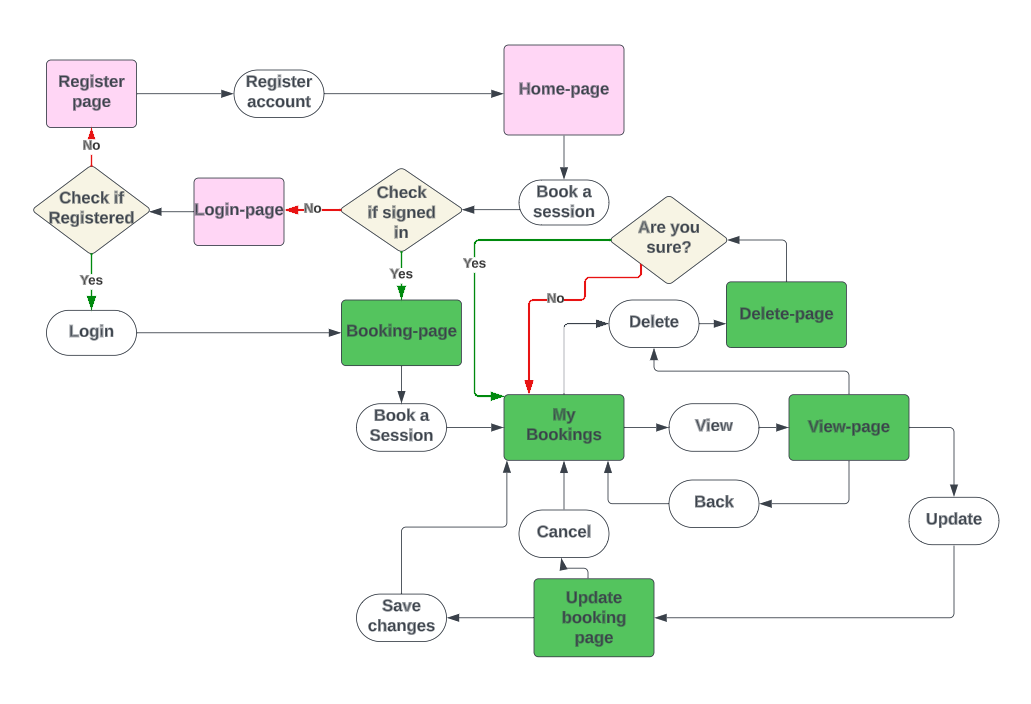 Register
page
Register
account
Home-page
No
Check if
Registered
Login-page
No
Check
if signed
in
Book a
session
Are you
sure?
Yes
Yes
Yes
No
Login
Booking-page
Delete
Delete-page
Book a
Session
My
Bookings
View
View-page
Back
Update
Cancel
Save
changes
Update
booking
page